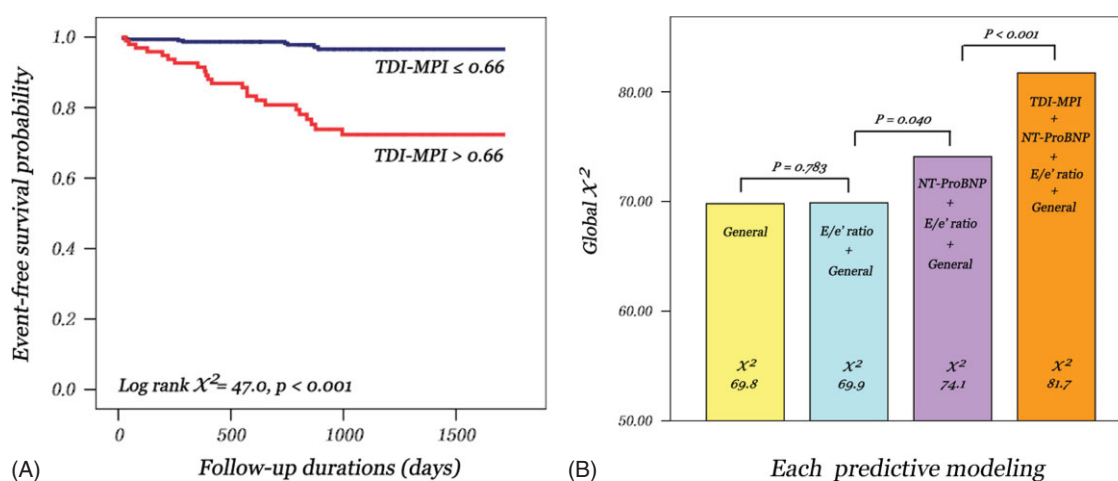 1.0
0.8
0.6
0.4
0.2
0.0
Event-free survival probability
TDI-MPI ≤ 0.66
TDI-MPI > 0.66
Log rank X²= 47.0, p < 0.001
0
500
1000
1500
Follow-up durations (days)
(A)
80.00
70.00
60.00
50.00
Global X²
P = 0.783
P = 0.040
P < 0.001
General
X²
69.8
E/e' ratio
+
General
X²
69.9
NT-ProBNP
+
E/e' ratio
+
General
X²
74.1
TDI-MPI
+
NT-ProBNP
+
E/e' ratio
+
General
X²
81.7
Each predictive modeling
(B)